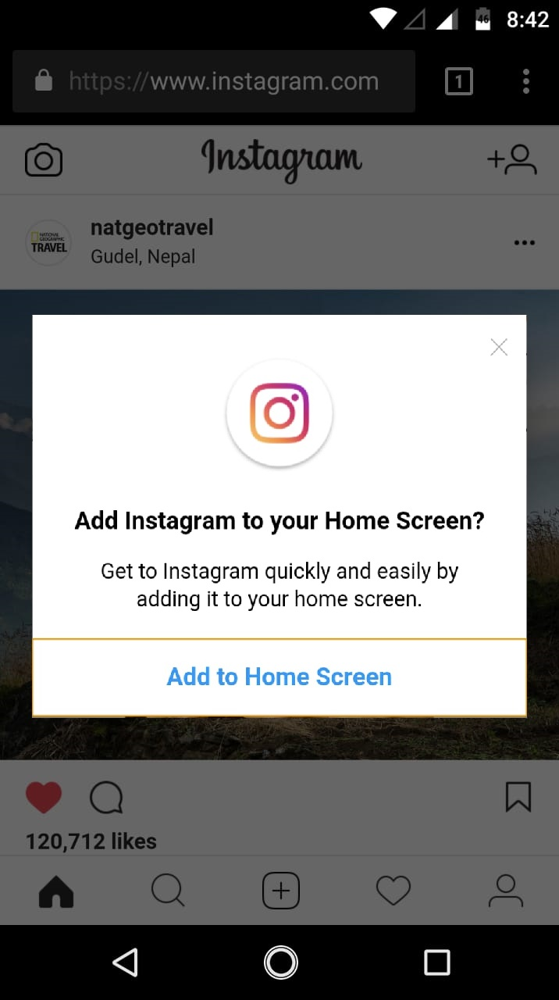 46 8:42
https://www.instagram.com 1
Instagram
natgeotravel
NATIONAL
GEOGRAPHIC
TRAVEL
Gudel, Nepal
Add Instagram to your Home Screen?
Get to Instagram quickly and easily by
adding it to your home screen.
Add to Home Screen
120,712 likes